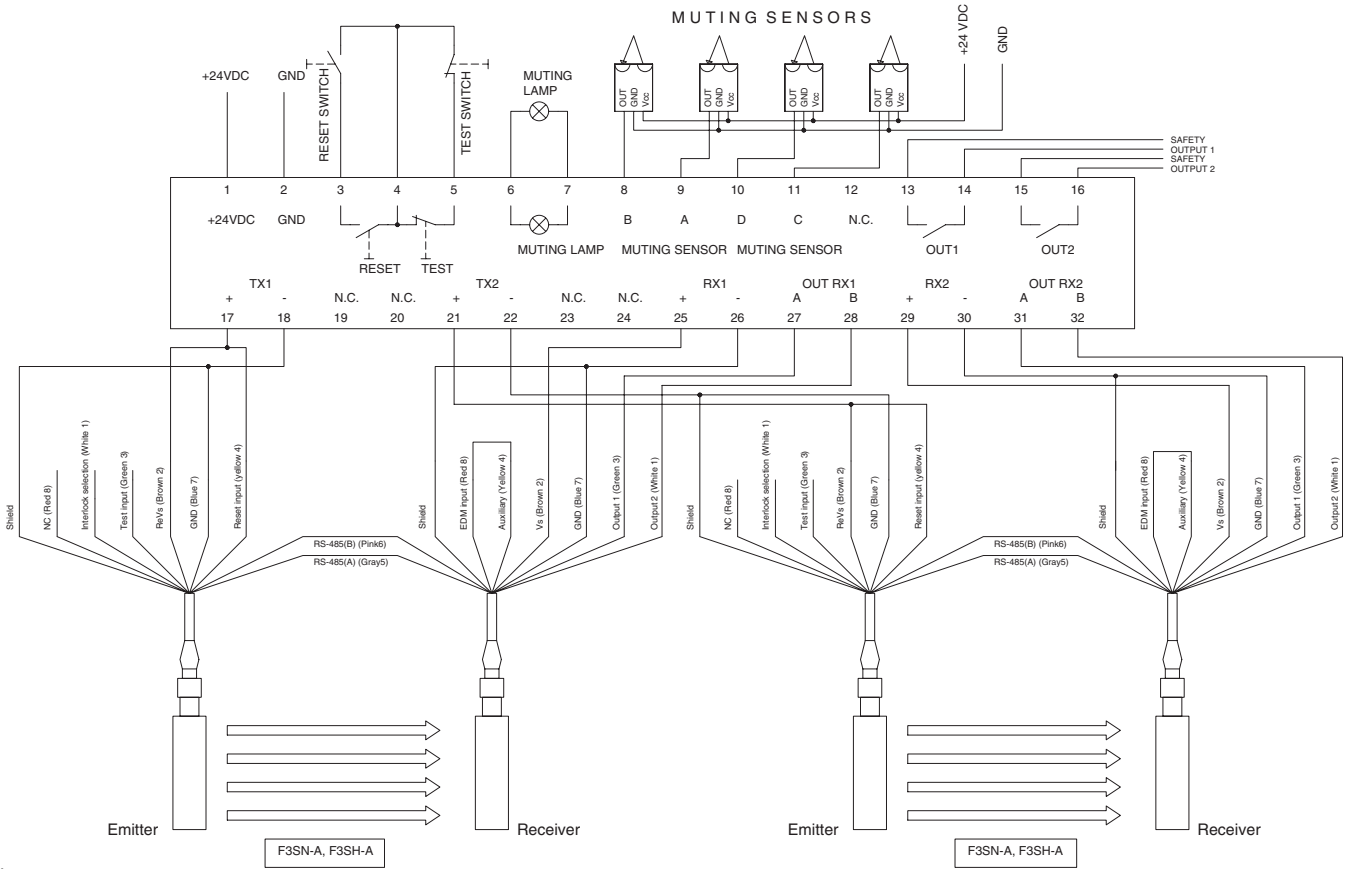 MUTING SENSORS
+24 VDC
GND
+24VDC
GND
RESET SWITCH
TEST SWITCH
MUTING
LAMP
OUT
GND
Vcc
OUT
GND
Vcc
OUT
GND
Vcc
OUT
GND
Vcc
SAFETY
OUTPUT 1
SAFETY
OUTPUT 2
1 2 3 4 5 6 7 8 9 10 11 12 13 14 15 16
+24VDC GND B A D C N.C.
MUTING LAMP MUTING SENSOR MUTING SENSOR OUT1 OUT2
RESET TEST
TX1 TX2 RX1 OUT RX1 RX2 OUT RX2
+ - N.C. N.C. + - N.C. N.C. + - A B + - A B
17 18 19 20 21 22 23 24 25 26 27 28 29 30 31 32
Shield
NC (Red 8)
Interlock selection (White 1)
Test input (Green 3)
ReVs (Brown 2)
GND (Blue 7)
Reset input (yellow 4)
RS-485(B) (Pink6)
RS-485(A) (Gray5)
Shield
EDM input (Red 8)
Auxiliary (Yellow 4)
Vs (Brown 2)
GND (Blue 7)
Output 1 (Green 3)
Output 2 (White 1)
Shield
NC (Red 8)
Interlock selection (White 1)
Test input (Green 3)
ReVs (Brown 2)
GND (Blue 7)
Reset input (yellow 4)
RS-485(B) (Pink6)
RS-485(A) (Gray5)
Shield
EDM input (Red 8)
Auxiliary (Yellow 4)
Vs (Brown 2)
GND (Blue 7)
Output 1 (Green 3)
Output 2 (White 1)
Emitter Receiver Emitter Receiver
F3SN-A, F3SH-A F3SN-A, F3SH-A